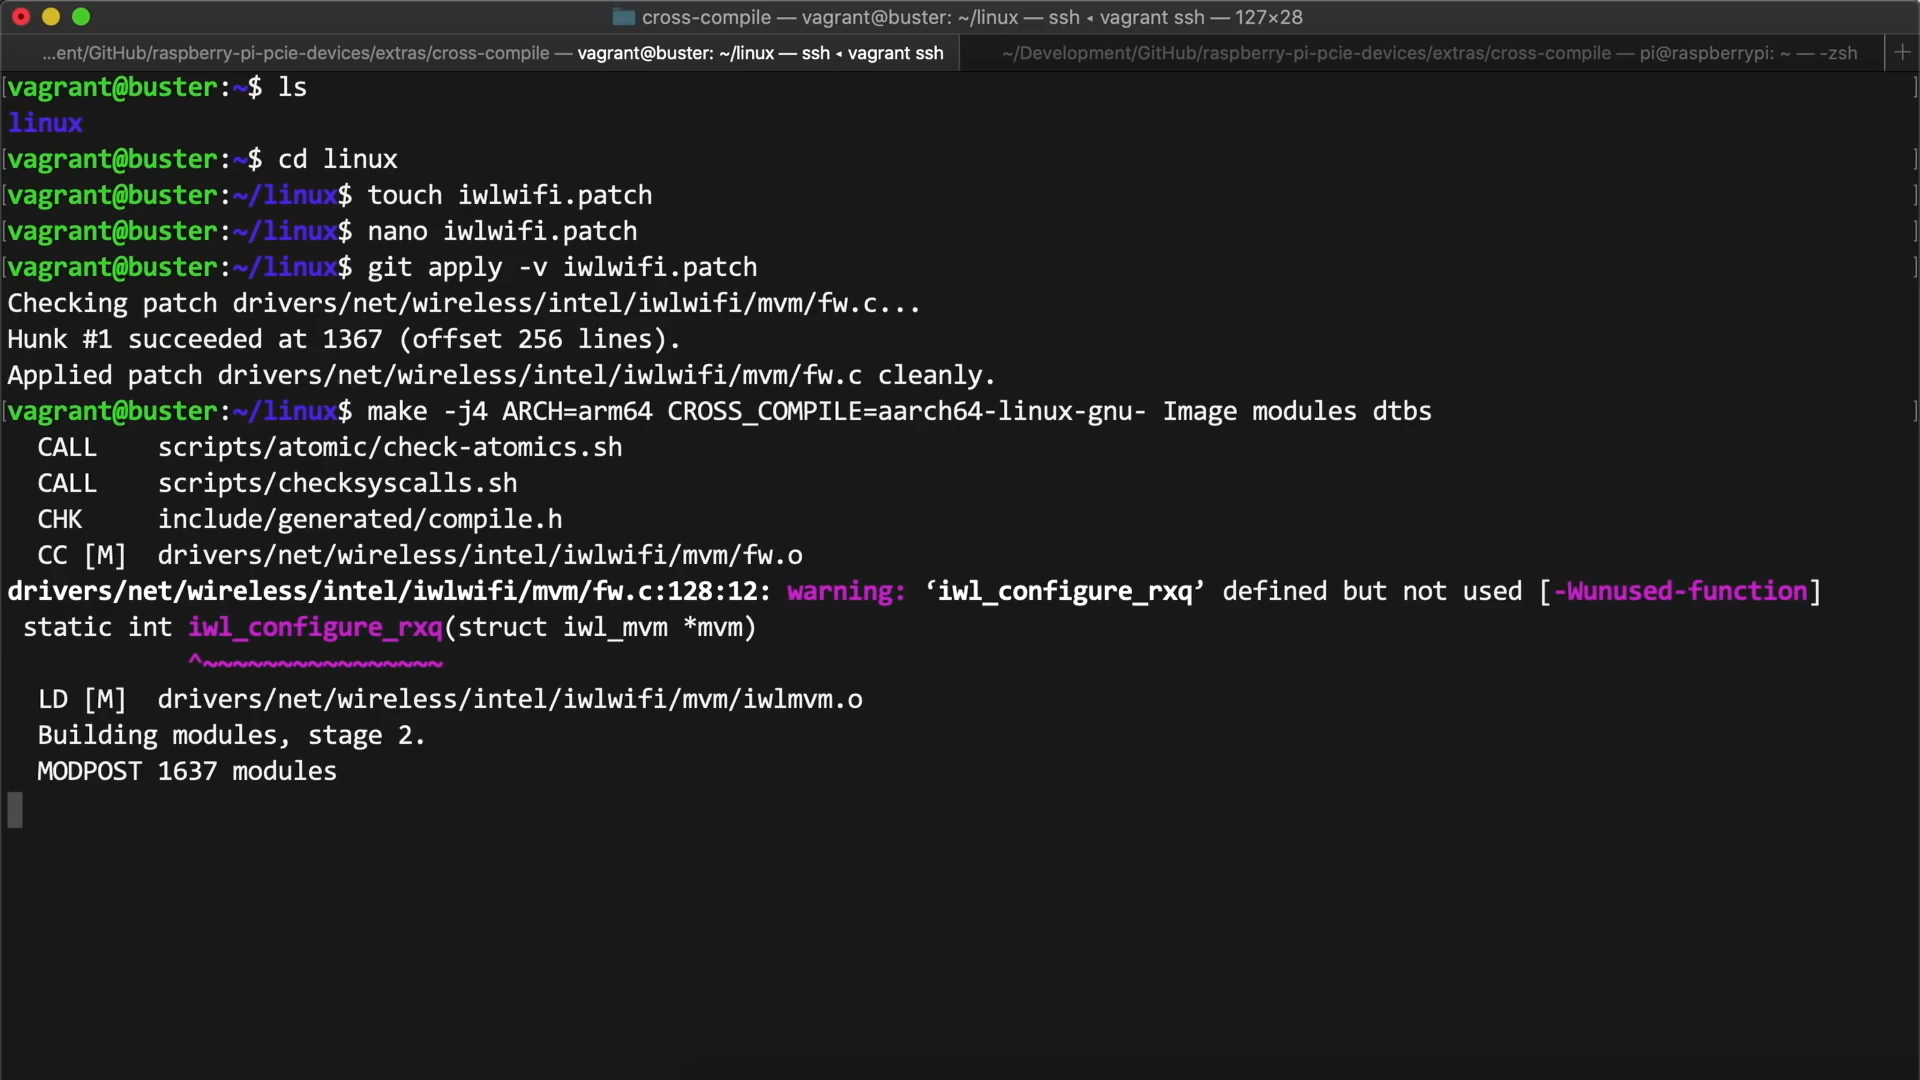 cross-compile — vagrant@buster: ~/linux — ssh ◂ vagrant ssh — 127×28
...ent/GitHub/raspberry-pi-pcie-devices/extras/cross-compile — vagrant@buster: ~/linux — ssh ◂ vagrant ssh
~/Development/GitHub/raspberry-pi-pcie-devices/extras/cross-compile — pi@raspberrypi: ~ — -zsh
vagrant@buster:~$ ls
linux
vagrant@buster:~$ cd linux
vagrant@buster:~/linux$ touch iwlwifi.patch
vagrant@buster:~/linux$ nano iwlwifi.patch
vagrant@buster:~/linux$ git apply -v iwlwifi.patch
Checking patch drivers/net/wireless/intel/iwlwifi/mvm/fw.c...
Hunk #1 succeeded at 1367 (offset 256 lines).
Applied patch drivers/net/wireless/intel/iwlwifi/mvm/fw.c cleanly.
vagrant@buster:~/linux$ make -j4 ARCH=arm64 CROSS_COMPILE=aarch64-linux-gnu- Image modules dtbs
  CALL    scripts/atomic/check-atomics.sh
  CALL    scripts/checksyscalls.sh
  CHK     include/generated/compile.h
  CC [M]  drivers/net/wireless/intel/iwlwifi/mvm/fw.o
drivers/net/wireless/intel/iwlwifi/mvm/fw.c:128:12: warning: ‘iwl_configure_rxq’ defined but not used [-Wunused-function]
 static int iwl_configure_rxq(struct iwl_mvm *mvm)
            ^~~~~~~~~~~~~~~~~
  LD [M]  drivers/net/wireless/intel/iwlwifi/mvm/iwlmvm.o
  Building modules, stage 2.
  MODPOST 1637 modules